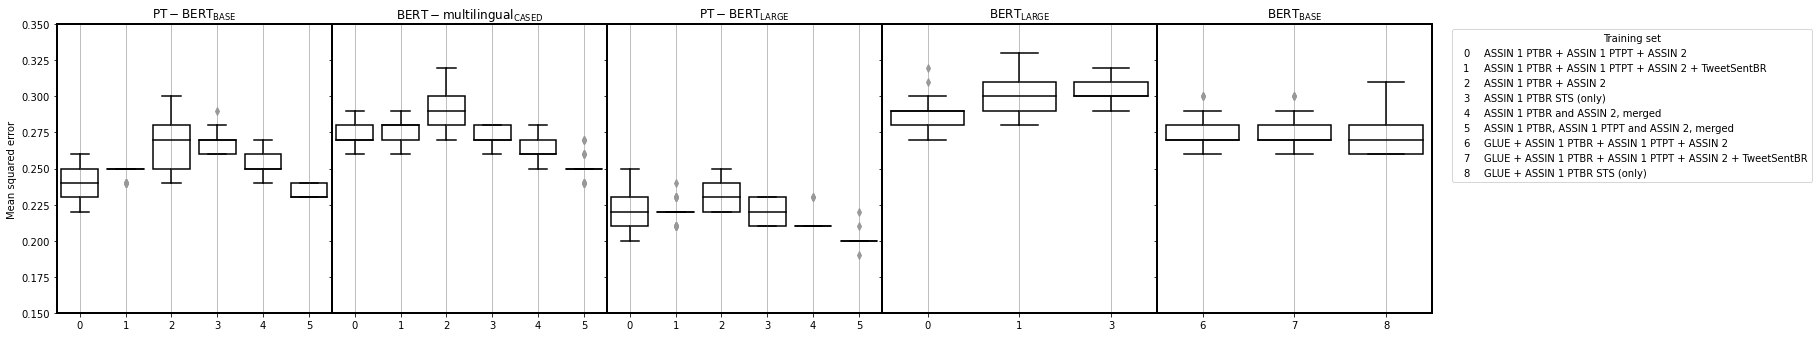 PT − BERT_BASE
BERT − multilingual_CASED
PT − BERT_LARGE
BERT_LARGE
BERT_BASE
Mean squared error
0.350
0.325
0.300
0.275
0.250
0.225
0.200
0.175
0.150
0 1 2 3 4 5
0 1 2 3 4 5
0 1 2 3 4 5
0 1 3
6 7 8
Training set
0 ASSIN 1 PTBR + ASSIN 1 PTPT + ASSIN 2
1 ASSIN 1 PTBR + ASSIN 1 PTPT + ASSIN 2 + TweetSentBR
2 ASSIN 1 PTBR + ASSIN 2
3 ASSIN 1 PTBR STS (only)
4 ASSIN 1 PTBR and ASSIN 2, merged
5 ASSIN 1 PTBR, ASSIN 1 PTPT and ASSIN 2, merged
6 GLUE + ASSIN 1 PTBR + ASSIN 1 PTPT + ASSIN 2
7 GLUE + ASSIN 1 PTBR + ASSIN 1 PTPT + ASSIN 2 + TweetSentBR
8 GLUE + ASSIN 1 PTBR STS (only)